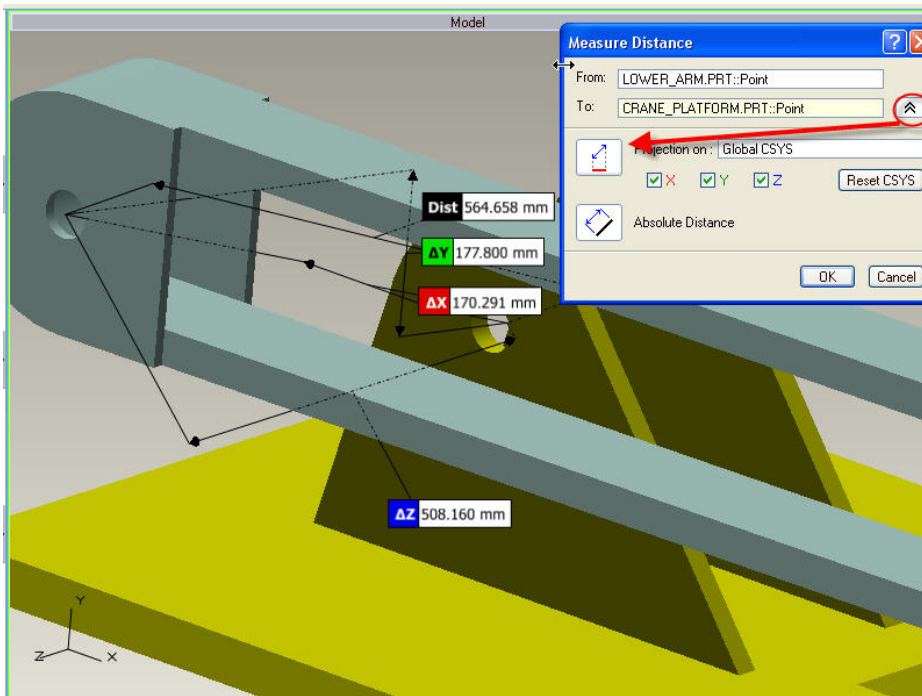 Model
Measure Distance
From: LOWER_ARM.PRT::Point
To: CRANE_PLATFORM.PRT::Point
Projection on : Global CSYS
X Y Z Reset CSYS
Absolute Distance
OK Cancel
Dist 564.658 mm
ΔY 177.800 mm
ΔX 170.291 mm
ΔZ 508.160 mm
Y
Z X